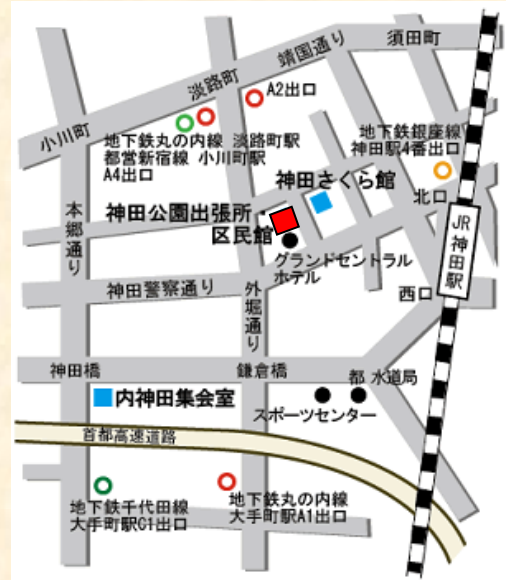 須田町
靖国通り
淡路町
A2出口
小川町
地下鉄丸の内線 淡路町駅
都営新宿線 小川町駅
A4出口
地下鉄銀座線
神田駅4番出口
神田さくら館
北口
本郷通り
神田公園出張所・
区民館
JR神田駅
グランドセントラル
ホテル
神田警察通り
外堀通り
西口
神田橋
鎌倉橋
都 水道局
内神田集会室
スポーツセンター
首都高速道路
地下鉄千代田線
大手町駅C1出口
地下鉄丸の内線
大手町駅A1出口